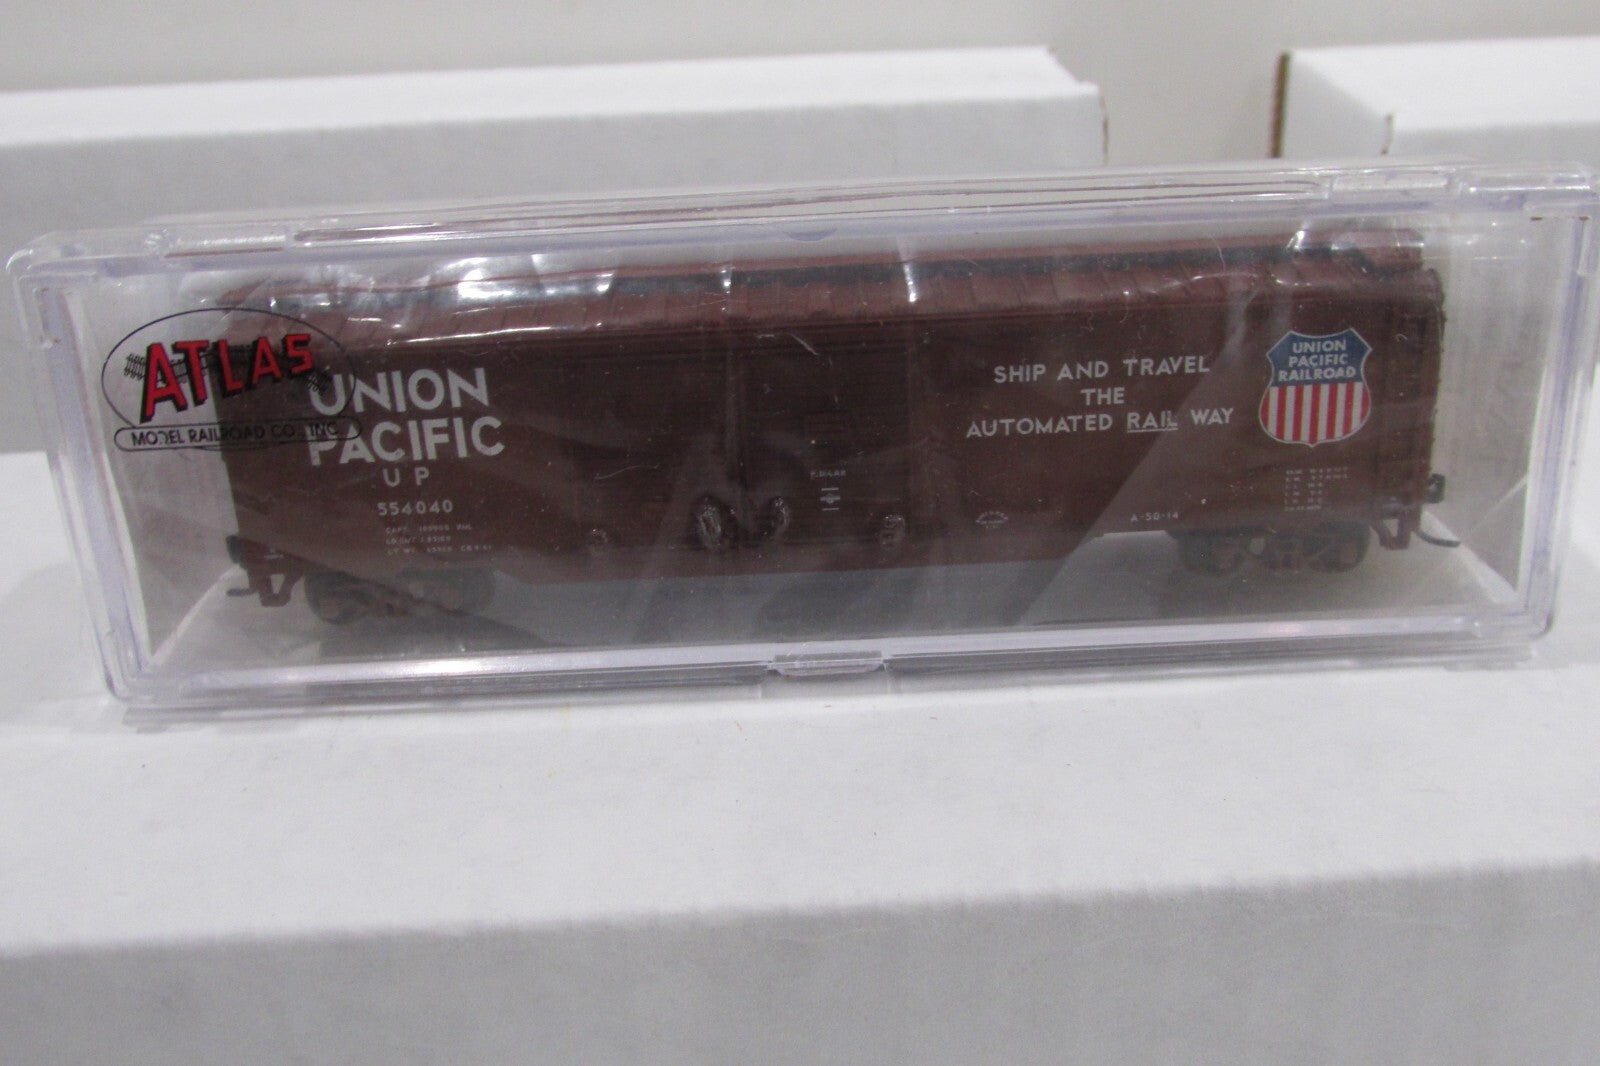 ATLAS
MODEL RAILROAD CO., INC.
UNION
PACIFIC
UP
554040
SHIP AND TRAVEL
THE
AUTOMATED RAIL WAY
UNION
PACIFIC
RAILROAD
A-50-14